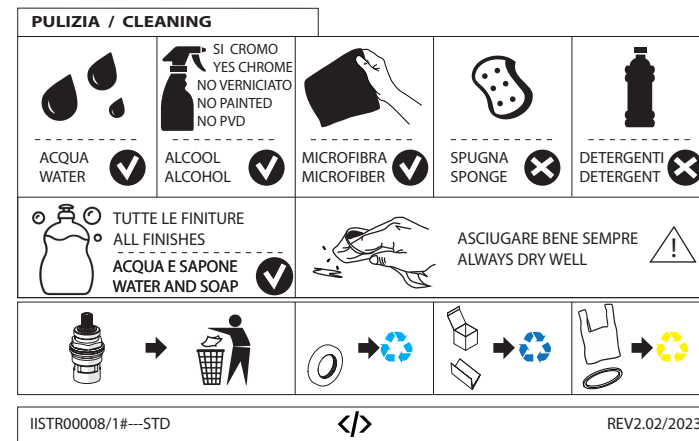 PULIZIA / CLEANING
SI CROMO
YES CHROME
NO VERNICIATO
NO PAINTED
NO PVD
ACQUA
WATER
ALCOOL
ALCOHOL
MICROFIBRA
MICROFIBER
SPUGNA
SPONGE
DETERGENTI
DETERGENT
TUTTE LE FINITURE
ALL FINISHES
ACQUA E SAPONE
WATER AND SOAP
ASCIUGARE BENE SEMPRE
ALWAYS DRY WELL
!
IISTR00008/1#---STD
</>
REV2.02/2023